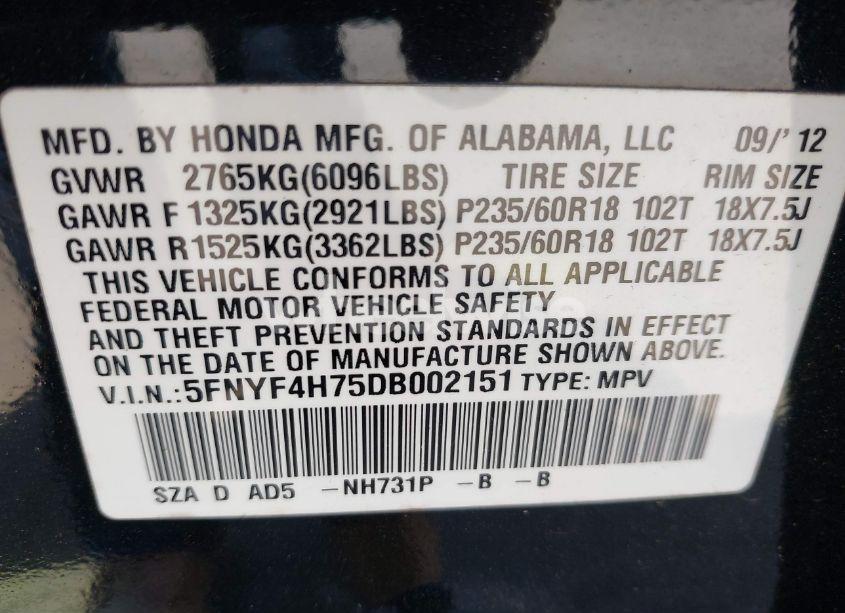 MFD. BY HONDA MFG. OF ALABAMA, LLC 09/' 12
GVWR 2765KG(6096LBS) TIRE SIZE RIM SIZE
GAWR F 1325KG(2921LBS) P235/60R18 102T 18X7.5J
GAWR R1525KG(3362LBS) P235/60R18 102T 18X7.5J
THIS VEHICLE CONFORMS TO ALL APPLICABLE
FEDERAL MOTOR VEHICLE SAFETY
AND THEFT PREVENTION STANDARDS IN EFFECT
ON THE DATE OF MANUFACTURE SHOWN ABOVE.
V.I.N.:5FNYF4H75DB002151 TYPE: MPV
SZA D AD5 -NH731P -B -B